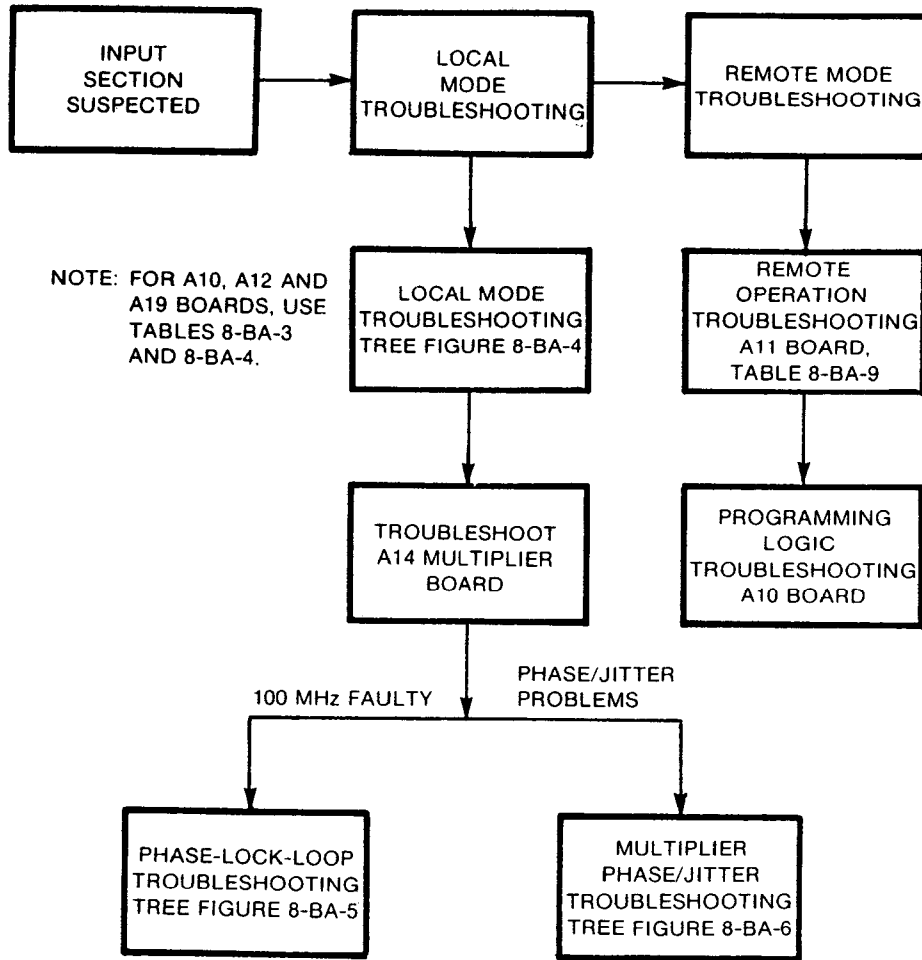 INPUT
SECTION
SUSPECTED
LOCAL
MODE
TROUBLESHOOTING
REMOTE MODE
TROUBLESHOOTING
NOTE: FOR A10, A12 AND
A19 BOARDS, USE
TABLES 8-BA-3
AND 8-BA-4.
LOCAL MODE
TROUBLESHOOTING
TREE FIGURE 8-BA-4
REMOTE
OPERATION
TROUBLESHOOTING
A11 BOARD,
TABLE 8-BA-9
TROUBLESHOOT
A14 MULTIPLIER
BOARD
PROGRAMMING
LOGIC
TROUBLESHOOTING
A10 BOARD
100 MHz FAULTY
PHASE/JITTER
PROBLEMS
PHASE-LOCK-LOOP
TROUBLESHOOTING
TREE FIGURE 8-BA-5
MULTIPLIER
PHASE/JITTER
TROUBLESHOOTING
TREE FIGURE 8-BA-6